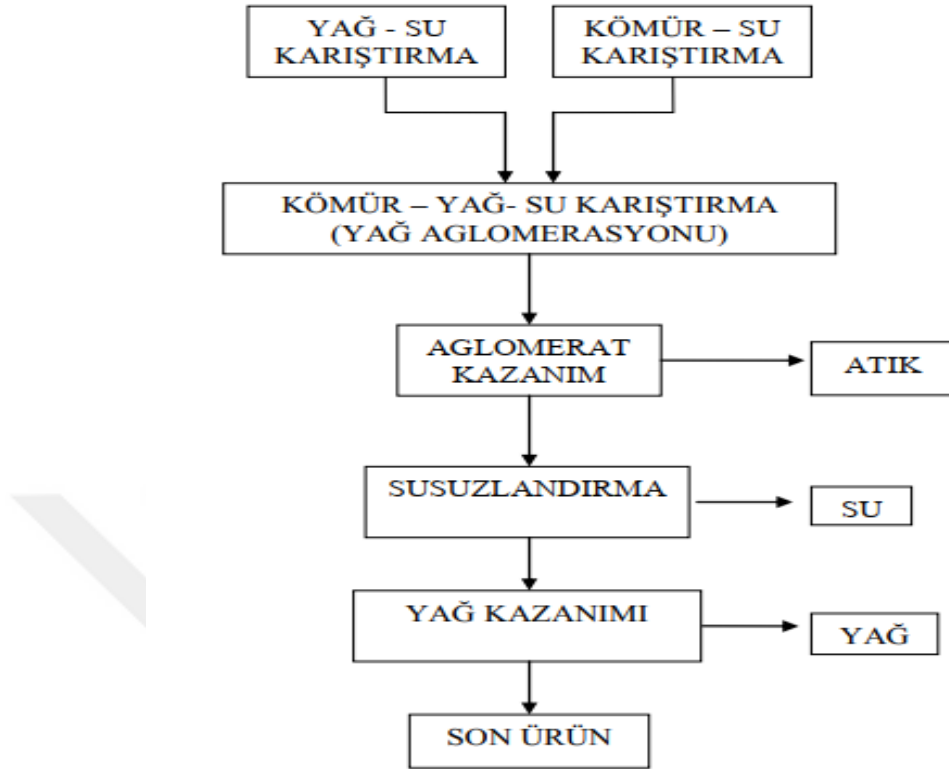 YAĞ - SU
KARIŞTIRMA
KÖMÜR – SU
KARIŞTIRMA
KÖMÜR – YAĞ- SU KARIŞTIRMA
(YAĞ AGLOMERASYONU)
AGLOMERAT
KAZANIM
ATIK
SUSUZLANDIRMA
SU
YAĞ KAZANIMI
YAĞ
SON ÜRÜN